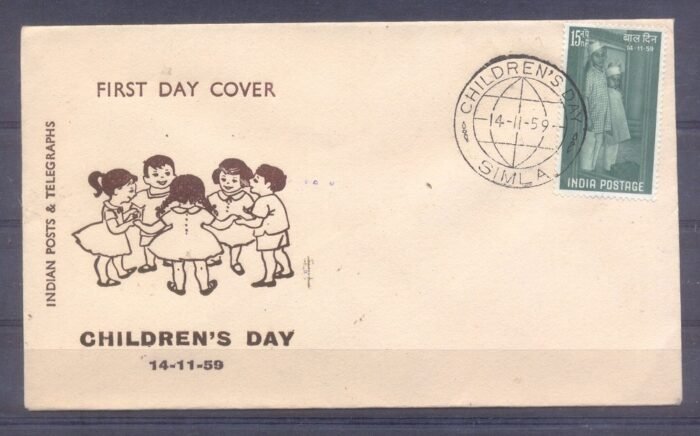 FIRST DAY COVER
INDIAN POSTS & TELEGRAPHS
CHILDREN'S DAY
14-11-59
CHILDREN'S DAY
14-11-59
SIMLA
15 न.पै.
बाल दिन
14-11-59
INDIA POSTAGE